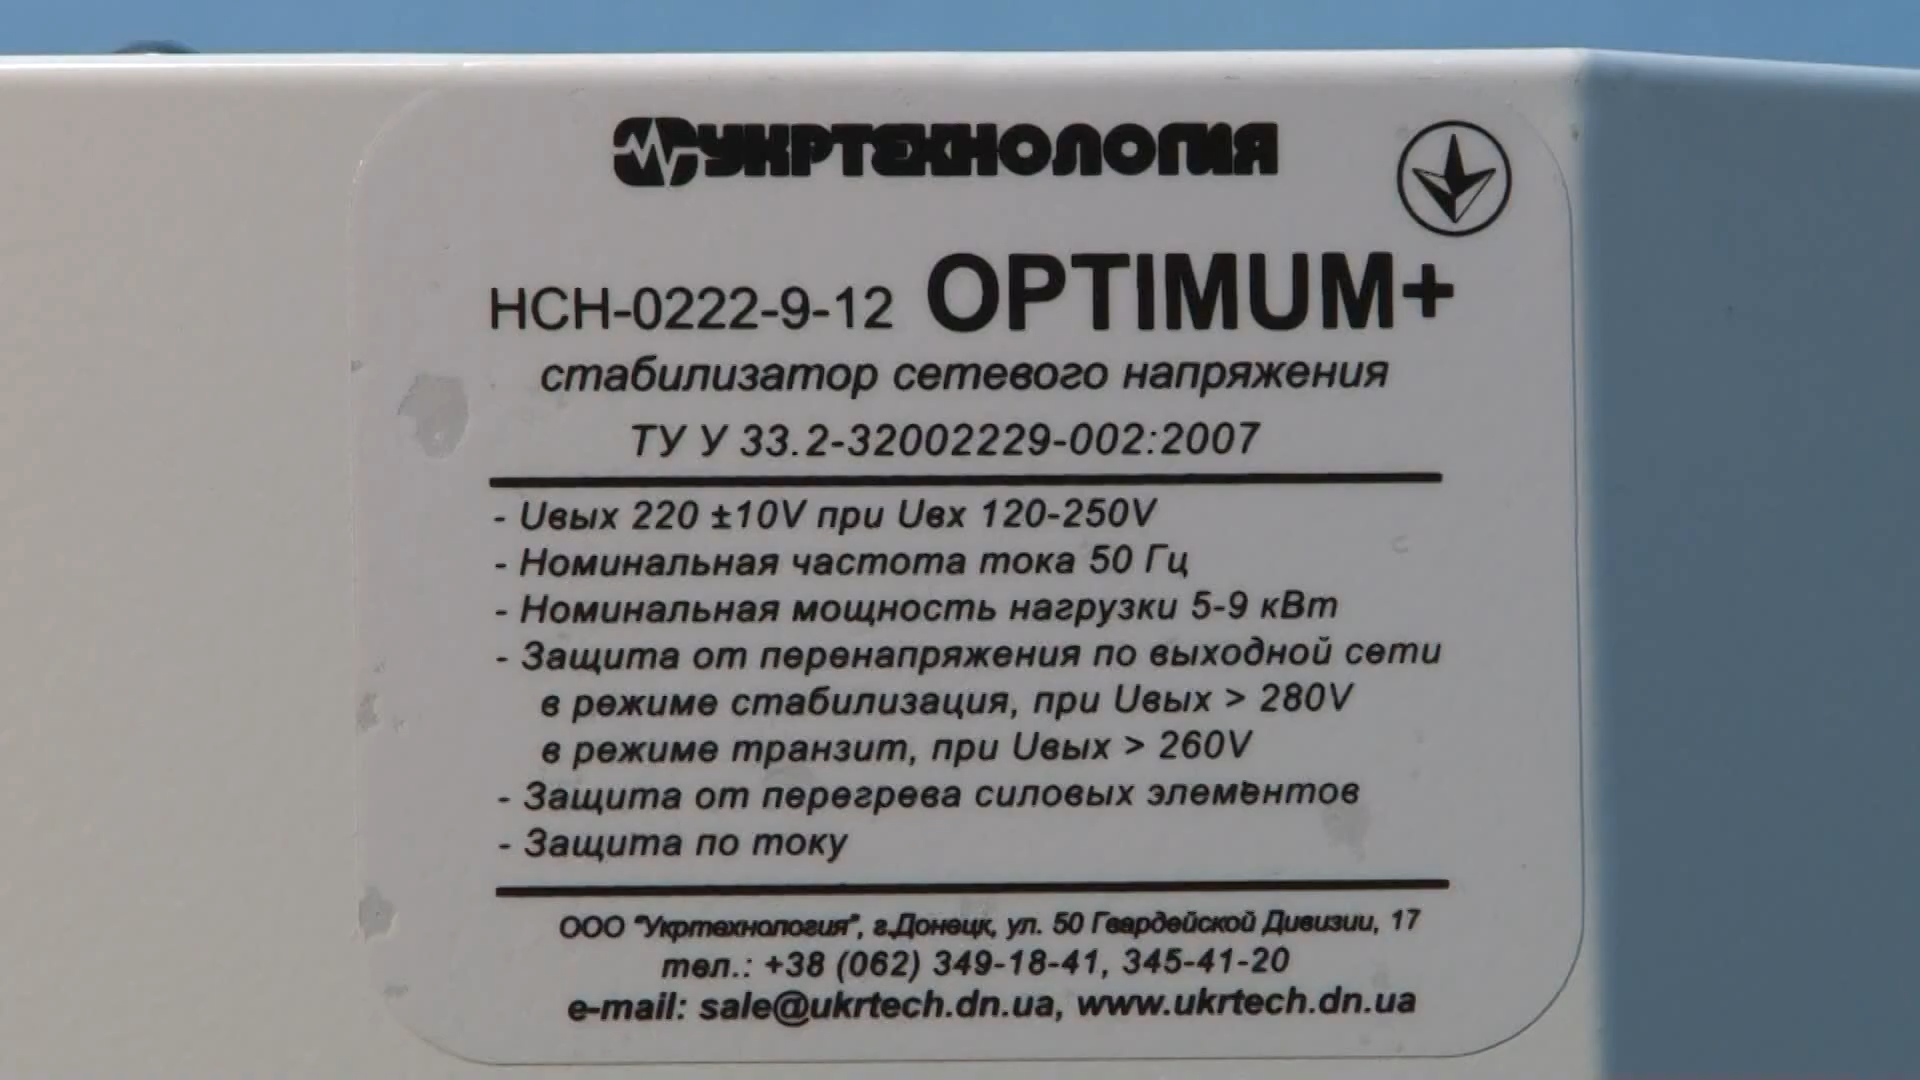 УКРТЕХНОЛОГИЯ
НСН-0222-9-12 OPTIMUM+
стабилизатор сетевого напряжения
ТУ У 33.2-32002229-002:2007
- Uвых 220 ±10V при Uвх 120-250V
- Номинальная частота тока 50 Гц
- Номинальная мощность нагрузки 5-9 кВт
- Защита от перенапряжения по выходной сети
в режиме стабилизация, при Uвых > 280V
в режиме транзит, при Uвых > 260V
- Защита от перегрева силовых элементов
- Защита по току
ООО "Укртехнология", г.Донецк, ул. 50 Гвардейской Дивизии, 17
тел.: +38 (062) 349-18-41, 345-41-20
e-mail: sale@ukrtech.dn.ua, www.ukrtech.dn.ua